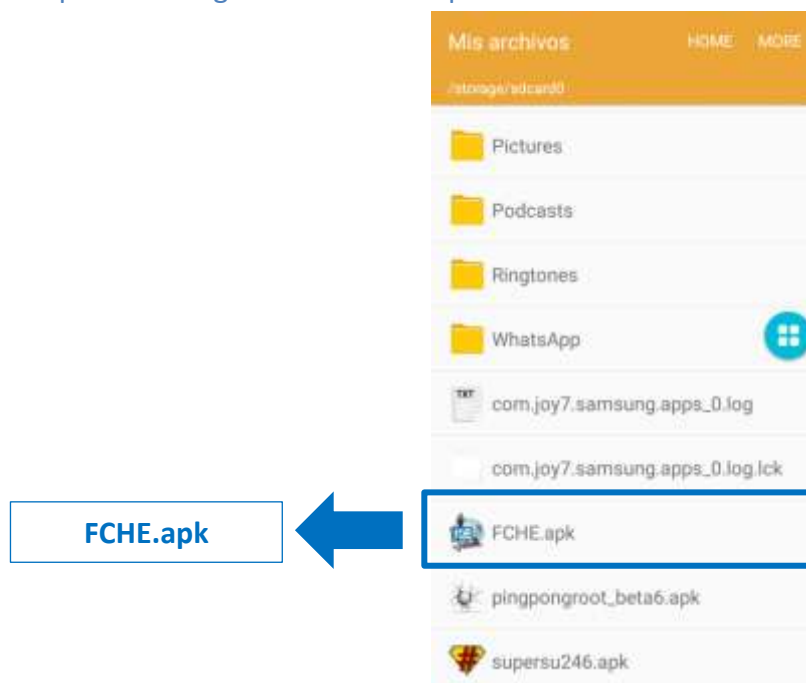 Mis archivos HOME MORE
/storage/sdcard0
Pictures
Podcasts
Ringtones
WhatsApp
TXT
com.joy7.samsung.apps_0.log
com.joy7.samsung.apps_0.log.lck
FCHE.apk
FCHE.apk
pingpongroot_beta6.apk
supersu246.apk